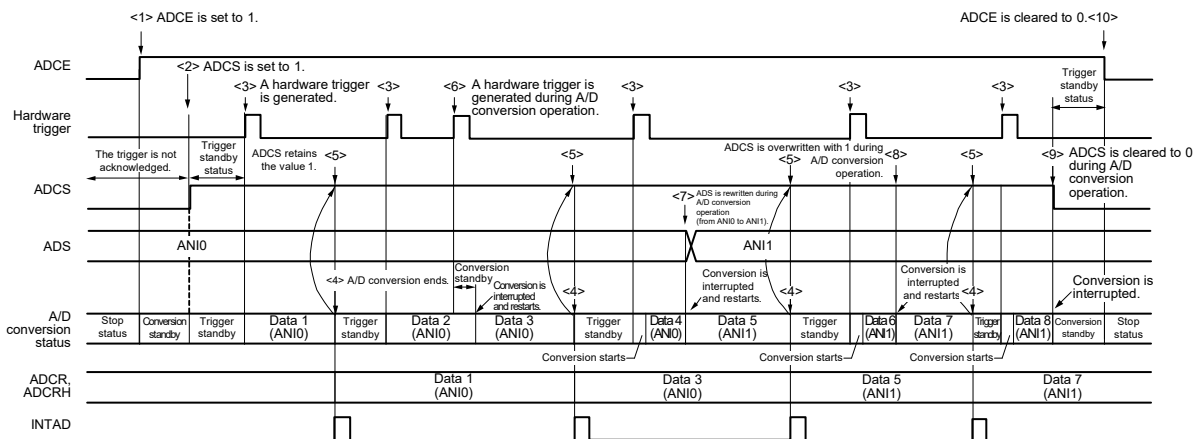 <1> ADCE is set to 1.
ADCE is cleared to 0.<10>
ADCE
<2> ADCS is set to 1.
Trigger
standby
status
<3> A hardware trigger
is generated.
<3>
<6> A hardware trigger is
generated during A/D
conversion operation.
<3>
<3>
<3>
Hardware
trigger
The trigger is not
acknowledged.
Trigger
standby
status
ADCS retains
the value 1.
<5>
<5>
ADCS is overwritten with 1 during
A/D conversion
operation.
<5>
<8>
<5>
<9> ADCS is cleared to 0
during A/D
conversion
operation.
ADCS
<7> ADS is rewritten during
A/D conversion
operation
(from ANI0 to ANI1).
ADS
ANI0
ANI1
<4> A/D conversion ends.
Conversion
standby
Conversion is
interrupted
and restarts.
<4>
Conversion is
interrupted
and restarts.
<4>
Conversion is
interrupted
and restarts.
<4>
Conversion is
interrupted.
A/D
conversion
status
Stop
status
Conversion
standby
Trigger
standby
Data 1
(ANI0)
Trigger
standby
Data 2
(ANI0)
Data 3
(ANI0)
Trigger
standby
Data 4
(ANI0)
Data 5
(ANI1)
Trigger
standby
Data 6
(ANI1)
Data 7
(ANI1)
Trigger
standby
Data 8
(ANI1)
Conversion
standby
Stop
status
Conversion starts
Conversion starts
Conversion starts
ADCR,
ADCRH
Data 1
(ANI0)
Data 3
(ANI0)
Data 5
(ANI1)
Data 7
(ANI1)
INTAD